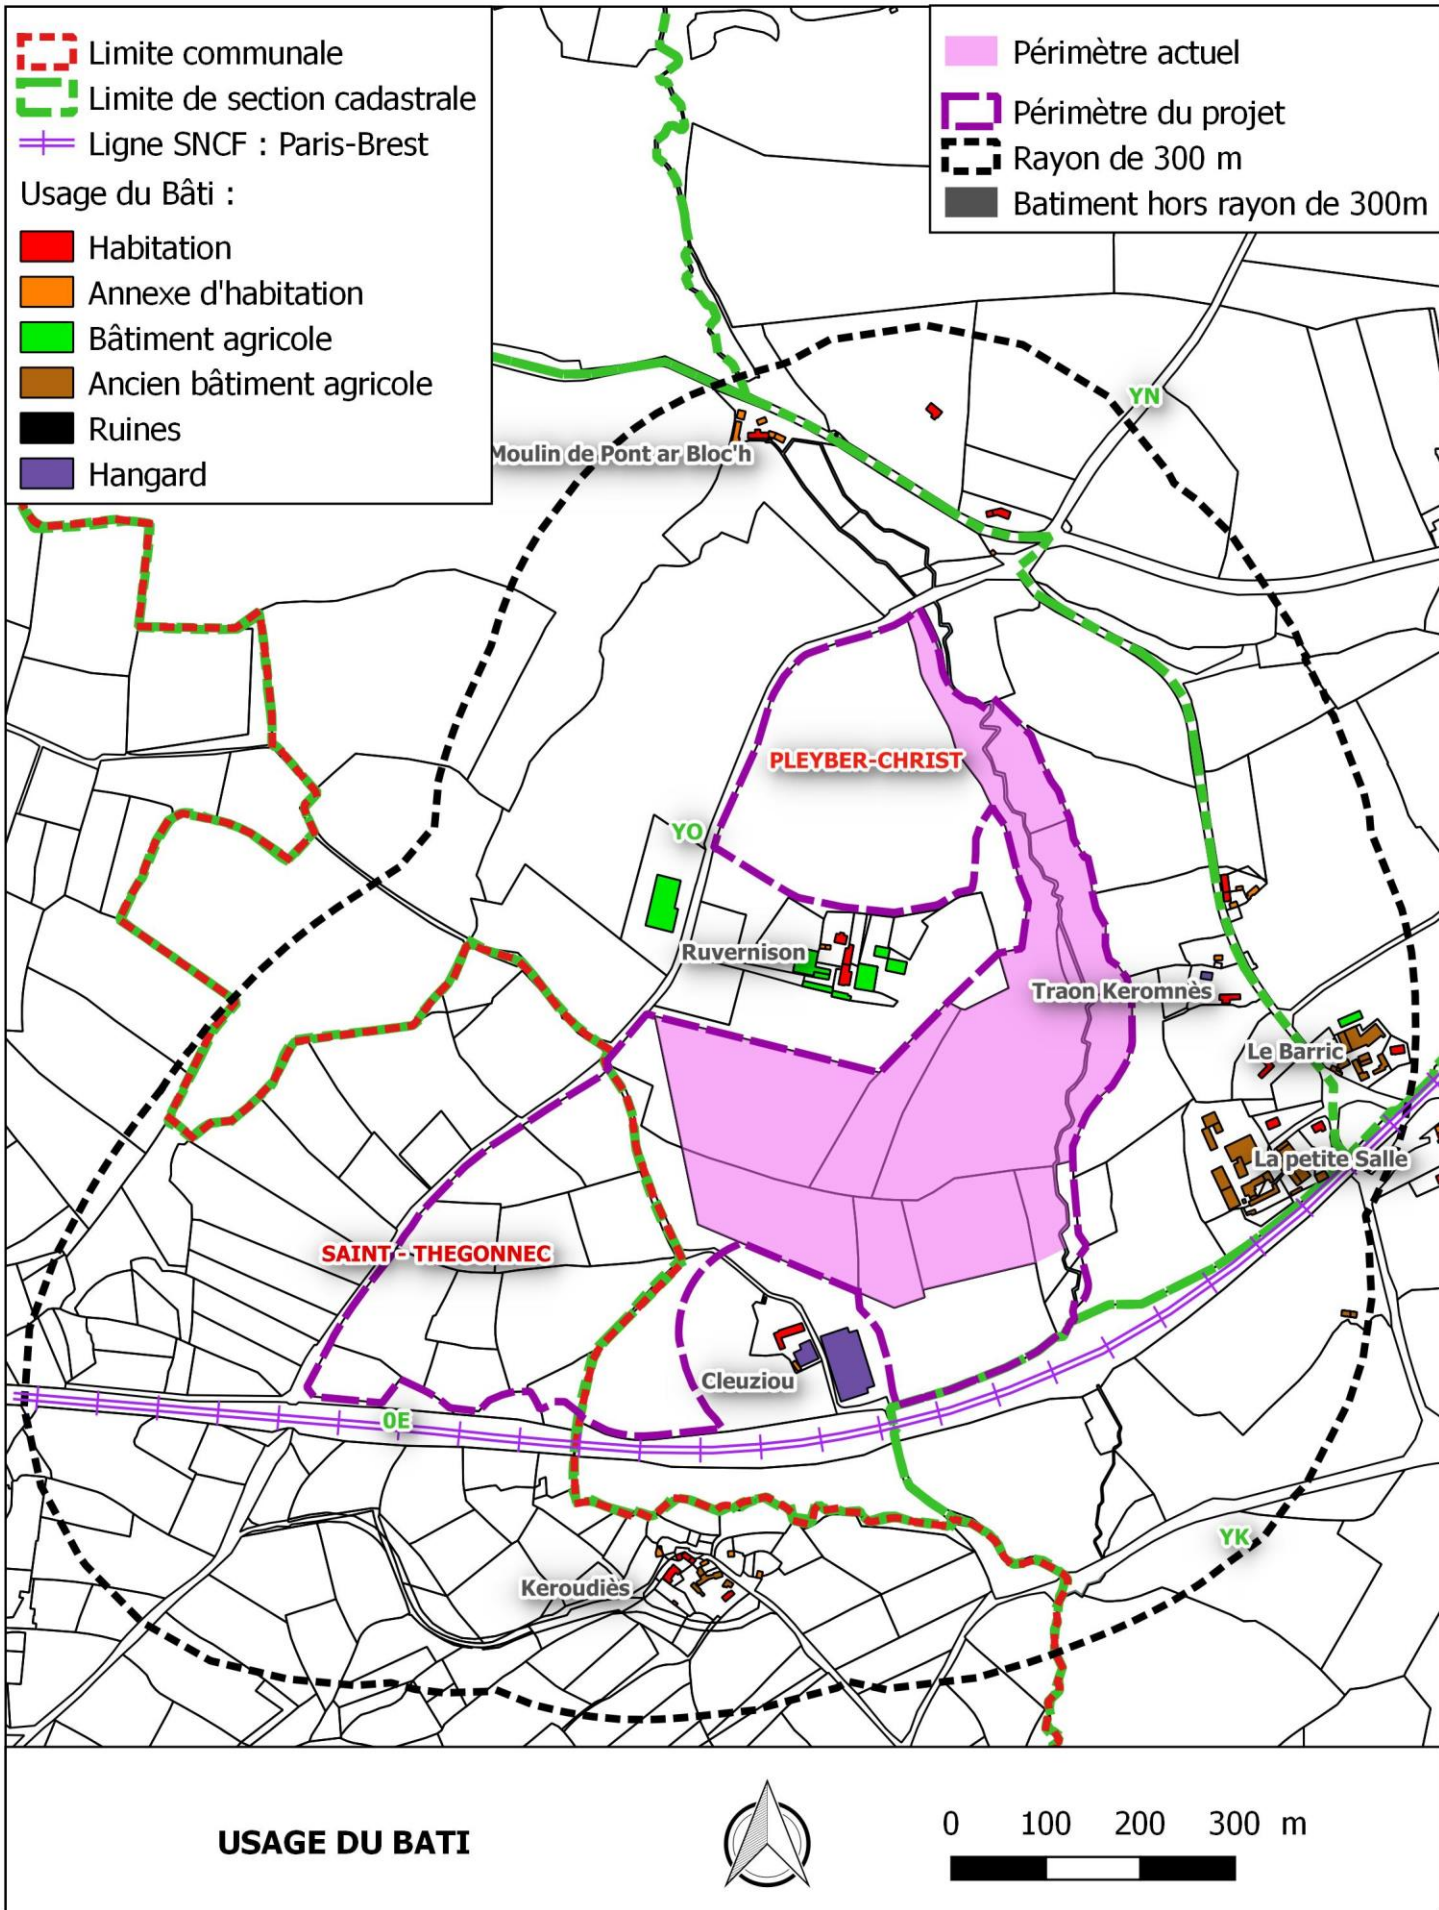 Limite communale
Limite de section cadastrale
Ligne SNCF : Paris-Brest
Usage du Bâti :
Habitation
Annexe d'habitation
Bâtiment agricole
Ancien bâtiment agricole
Ruines
Hangard
Périmètre actuel
Périmètre du projet
Rayon de 300 m
Batiment hors rayon de 300m
YN
Moulin de Pont ar Bloc'h
PLEYBER-CHRIST
YO
Ruvernison
Traon Keromnès
Le Barric
La petite Salle
SAINT - THEGONNEC
Cleuziou
0E
YK
Keroudiès
USAGE DU BATI
0 100 200 300 m